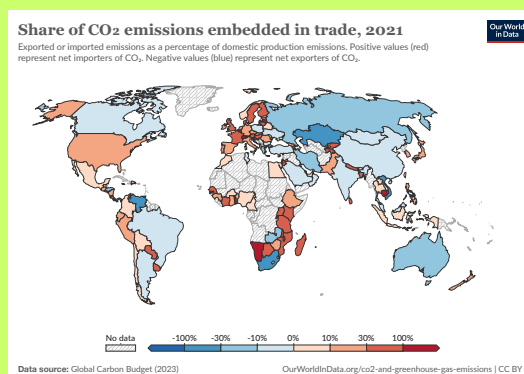 Share of CO₂ emissions embedded in trade, 2021
Our World
in Data
Exported or imported emissions as a percentage of domestic production emissions. Positive values (red)
represent net importers of CO₂. Negative values (blue) represent net exporters of CO₂.
No data
-100%
-30%
-10%
0%
10%
30%
100%
Data source: Global Carbon Budget (2023)
OurWorldinData.org/co2-and-greenhouse-gas-emissions | CC BY